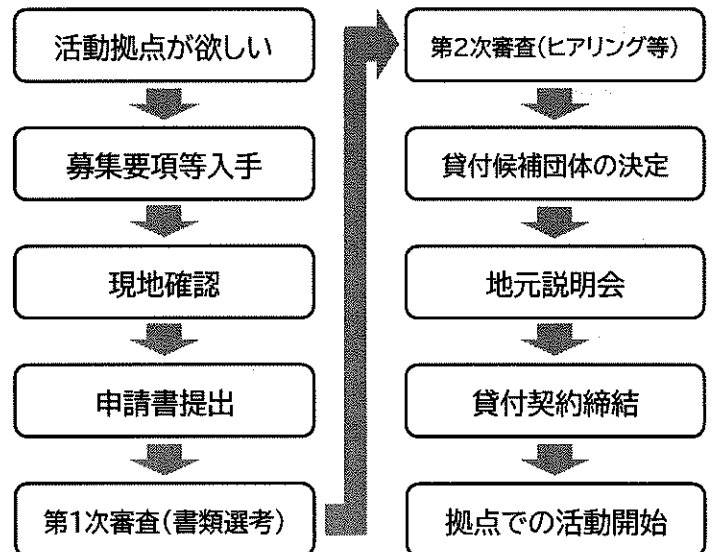 活動拠点が欲しい
募集要項等入手
現地確認
申請書提出
第1次審査(書類選考)
第2次審査(ヒアリング等)
貸付候補団体の決定
地元説明会
貸付契約締結
拠点での活動開始